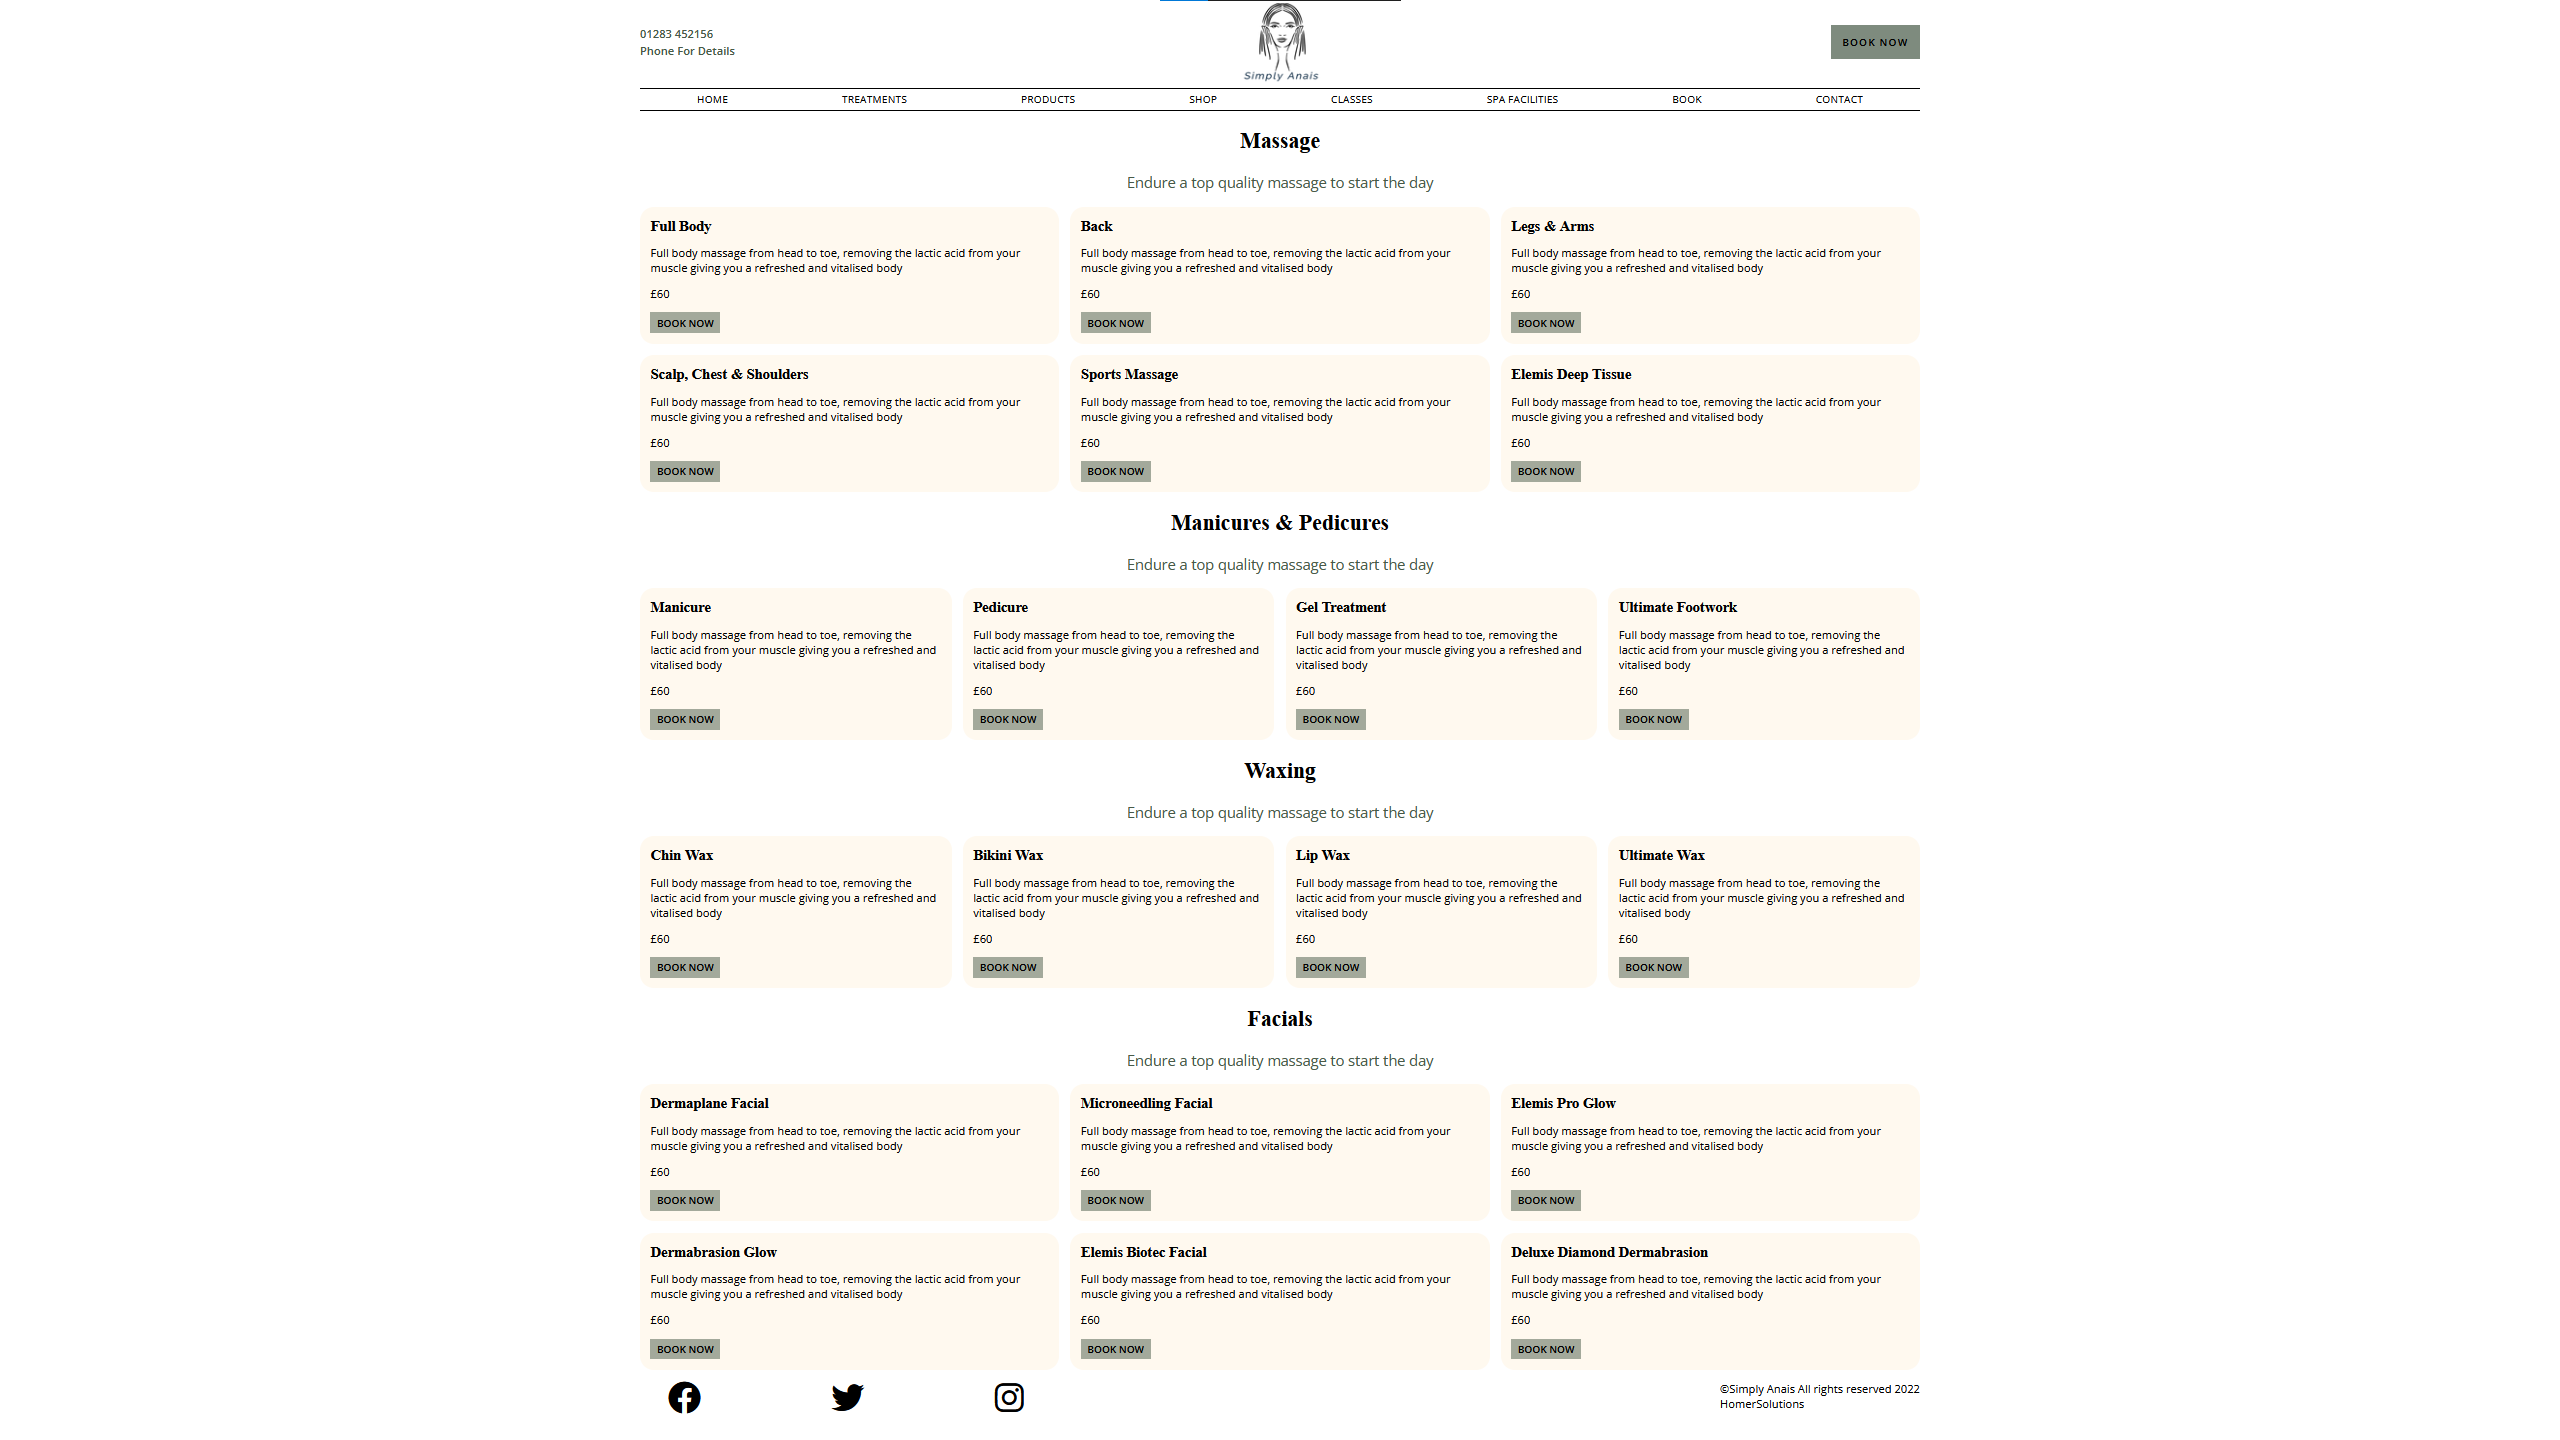 01283 452156
Phone For Details
Simply Anais
BOOK NOW
HOME TREATMENTS PRODUCTS SHOP CLASSES SPA FACILITIES BOOK CONTACT
Massage
Endure a top quality massage to start the day
Full Body
Full body massage from head to toe, removing the lactic acid from your
muscle giving you a refreshed and vitalised body
£60
BOOK NOW
Back
Full body massage from head to toe, removing the lactic acid from your
muscle giving you a refreshed and vitalised body
£60
BOOK NOW
Legs & Arms
Full body massage from head to toe, removing the lactic acid from your
muscle giving you a refreshed and vitalised body
£60
BOOK NOW
Scalp, Chest & Shoulders
Full body massage from head to toe, removing the lactic acid from your
muscle giving you a refreshed and vitalised body
£60
BOOK NOW
Sports Massage
Full body massage from head to toe, removing the lactic acid from your
muscle giving you a refreshed and vitalised body
£60
BOOK NOW
Elemis Deep Tissue
Full body massage from head to toe, removing the lactic acid from your
muscle giving you a refreshed and vitalised body
£60
BOOK NOW
Manicures & Pedicures
Endure a top quality massage to start the day
Manicure
Full body massage from head to toe, removing the
lactic acid from your muscle giving you a refreshed and
vitalised body
£60
BOOK NOW
Pedicure
Full body massage from head to toe, removing the
lactic acid from your muscle giving you a refreshed and
vitalised body
£60
BOOK NOW
Gel Treatment
Full body massage from head to toe, removing the
lactic acid from your muscle giving you a refreshed and
vitalised body
£60
BOOK NOW
Ultimate Footwork
Full body massage from head to toe, removing the
lactic acid from your muscle giving you a refreshed and
vitalised body
£60
BOOK NOW
Waxing
Endure a top quality massage to start the day
Chin Wax
Full body massage from head to toe, removing the
lactic acid from your muscle giving you a refreshed and
vitalised body
£60
BOOK NOW
Bikini Wax
Full body massage from head to toe, removing the
lactic acid from your muscle giving you a refreshed and
vitalised body
£60
BOOK NOW
Lip Wax
Full body massage from head to toe, removing the
lactic acid from your muscle giving you a refreshed and
vitalised body
£60
BOOK NOW
Ultimate Wax
Full body massage from head to toe, removing the
lactic acid from your muscle giving you a refreshed and
vitalised body
£60
BOOK NOW
Facials
Endure a top quality massage to start the day
Dermaplane Facial
Full body massage from head to toe, removing the lactic acid from your
muscle giving you a refreshed and vitalised body
£60
BOOK NOW
Microneedling Facial
Full body massage from head to toe, removing the lactic acid from your
muscle giving you a refreshed and vitalised body
£60
BOOK NOW
Elemis Pro Glow
Full body massage from head to toe, removing the lactic acid from your
muscle giving you a refreshed and vitalised body
£60
BOOK NOW
Dermabrasion Glow
Full body massage from head to toe, removing the lactic acid from your
muscle giving you a refreshed and vitalised body
£60
BOOK NOW
Elemis Biotec Facial
Full body massage from head to toe, removing the lactic acid from your
muscle giving you a refreshed and vitalised body
£60
BOOK NOW
Deluxe Diamond Dermabrasion
Full body massage from head to toe, removing the lactic acid from your
muscle giving you a refreshed and vitalised body
£60
BOOK NOW
©Simply Anais All rights reserved 2022
HomerSolutions